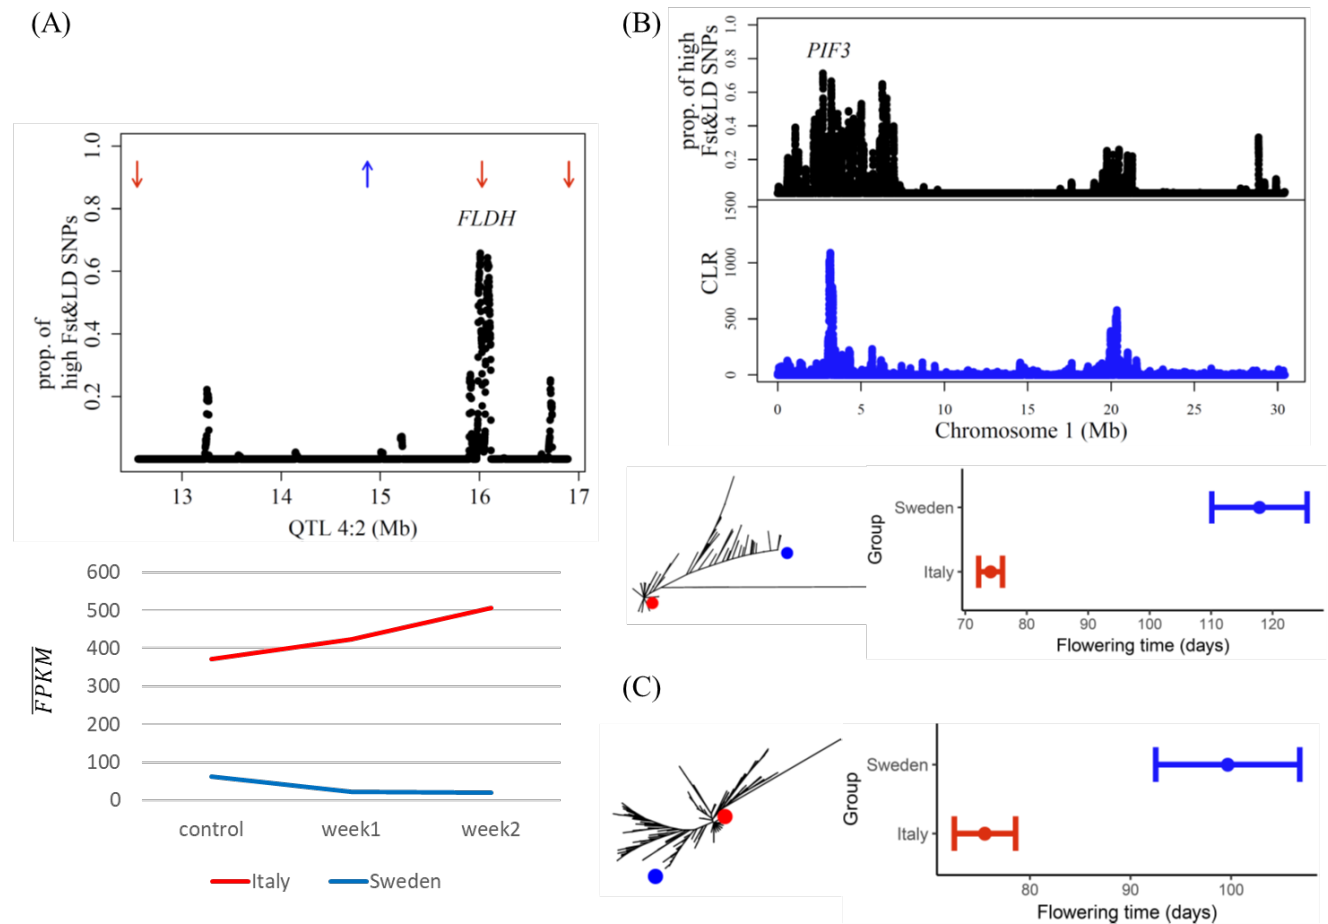 (A)
1.0
0.8
0.6
0.4
0.2
prop. of
high Fst&LD SNPs
FLDH
13 14 15 16 17
QTL 4:2 (Mb)
600
500
400
300
200
100
0
FPKM
control week1 week2
Italy Sweden
(B)
1.0
0.8
0.6
0.4
0.2
prop. of high
Fst&LD SNPs
PIF3
1500
1000
500
0
CLR
0 5 10 15 20 25 30
Chromosome 1 (Mb)
Group
Sweden
Italy
70 80 90 100 110 120
Flowering time (days)
(C)
Group
Sweden
Italy
80 90 100
Flowering time (days)